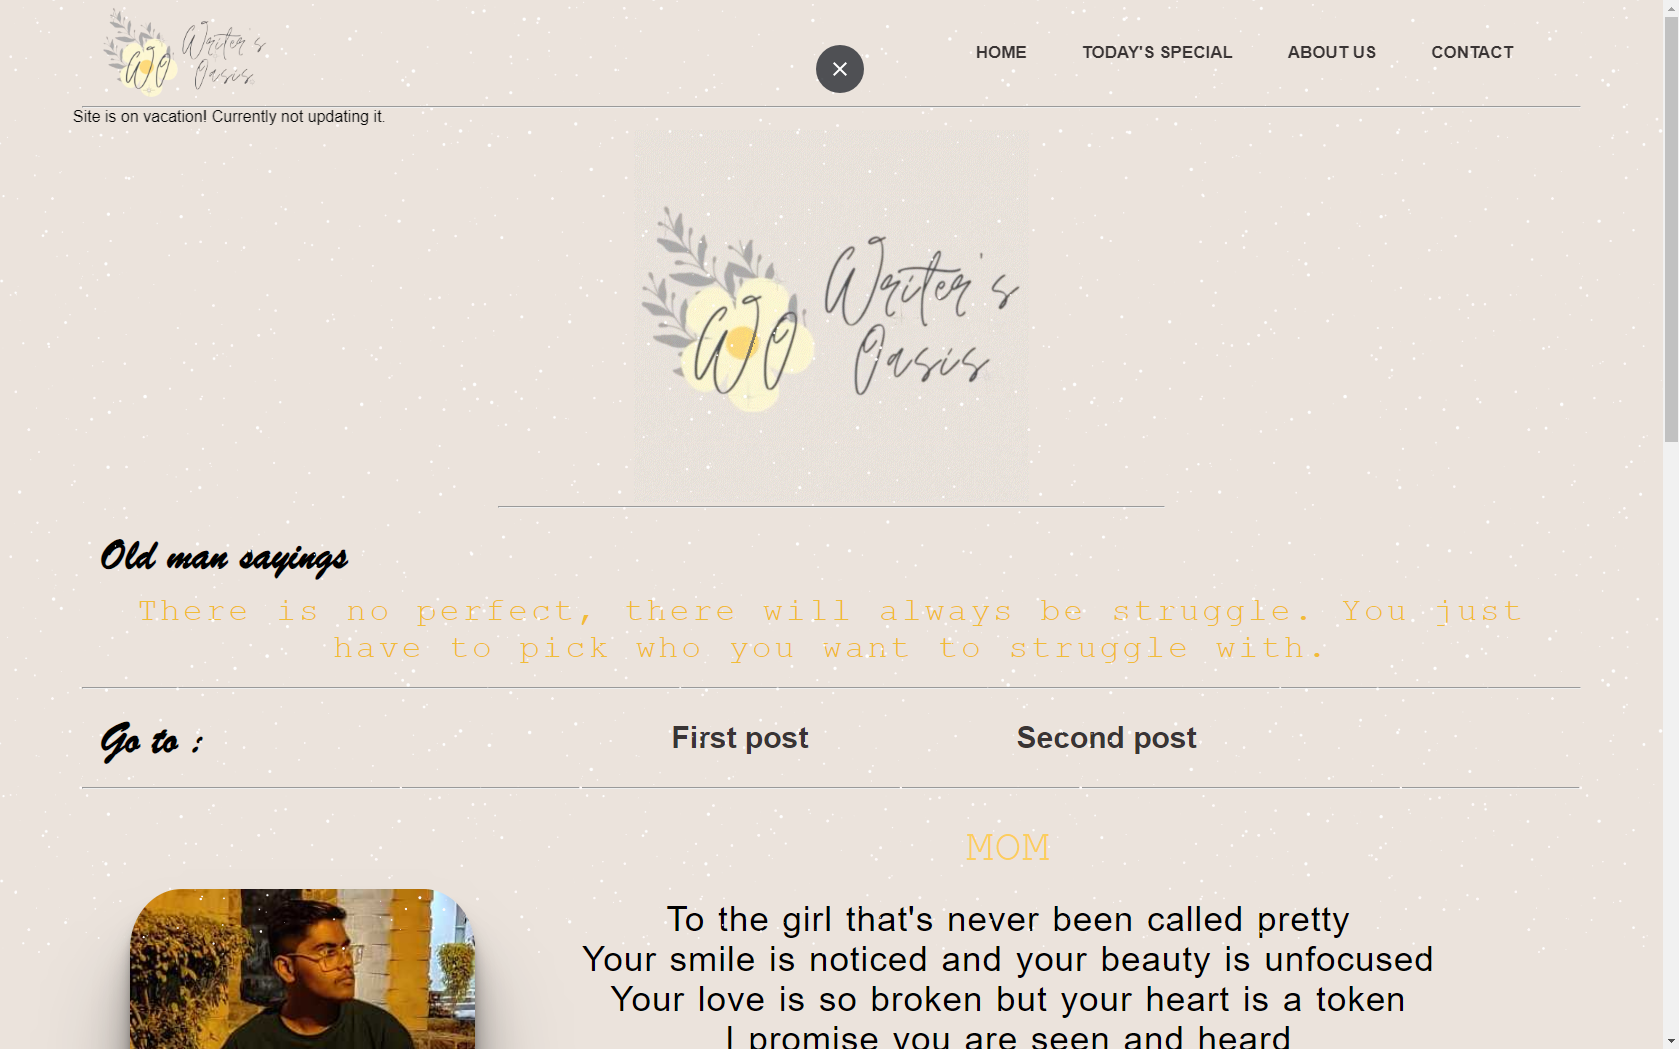 WO Writer's
Oasis
HOME TODAY'S SPECIAL ABOUT US CONTACT
Site is on vacation! Currently not updating it.
WO Writer's
Oasis
Old man sayings
There is no perfect, there will always be struggle. You just
have to pick who you want to struggle with.
Go to : First post Second post
MOM
To the girl that's never been called pretty
Your smile is noticed and your beauty is unfocused
Your love is so broken but your heart is a token
I promise you are seen and heard